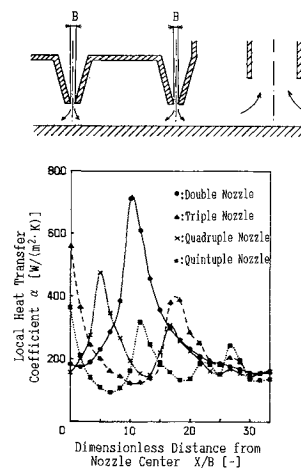 B B
800
600
400
200
0
:Double Nozzle
:Triple Nozzle
:Quadruple Nozzle
:Quintuple Nozzle
Local Heat Transfer
Coefficient α [W/(m²·K)]
0 10 20 30
Dimensionless Distance from
Nozzle Center X/B [-]